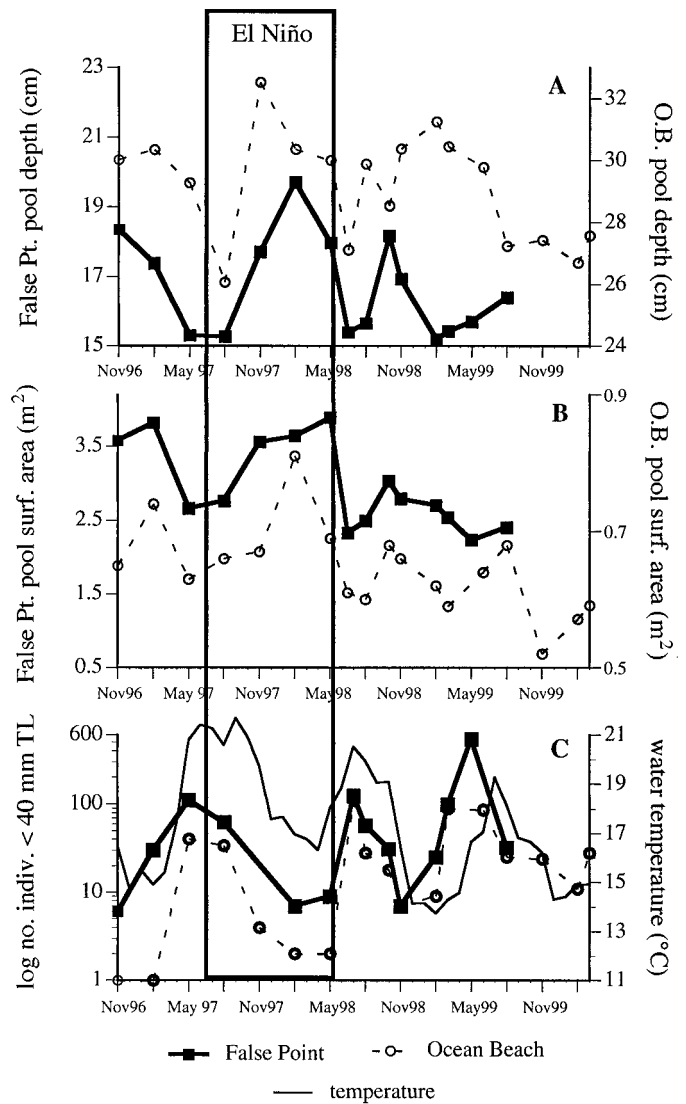 El Niño
A
False Pt. pool depth (cm)
23
21
19
17
15
O.B. pool depth (cm)
32
30
28
26
24
Nov96 May 97 Nov97 May98 Nov98 May99 Nov99
B
False Pt. pool surf. area (m²)
3.5
2.5
1.5
0.5
O.B. pool surf. area (m²)
0.9
0.7
0.5
Nov96 May 97 Nov97 May98 Nov98 May99 Nov99
C
log no. indiv. < 40 mm TL
600
100
10
1
water temperature (°C)
21
19
18
17
15
14
13
11
Nov96 May 97 Nov97 May98 Nov98 May99 Nov99
False Point Ocean Beach
temperature